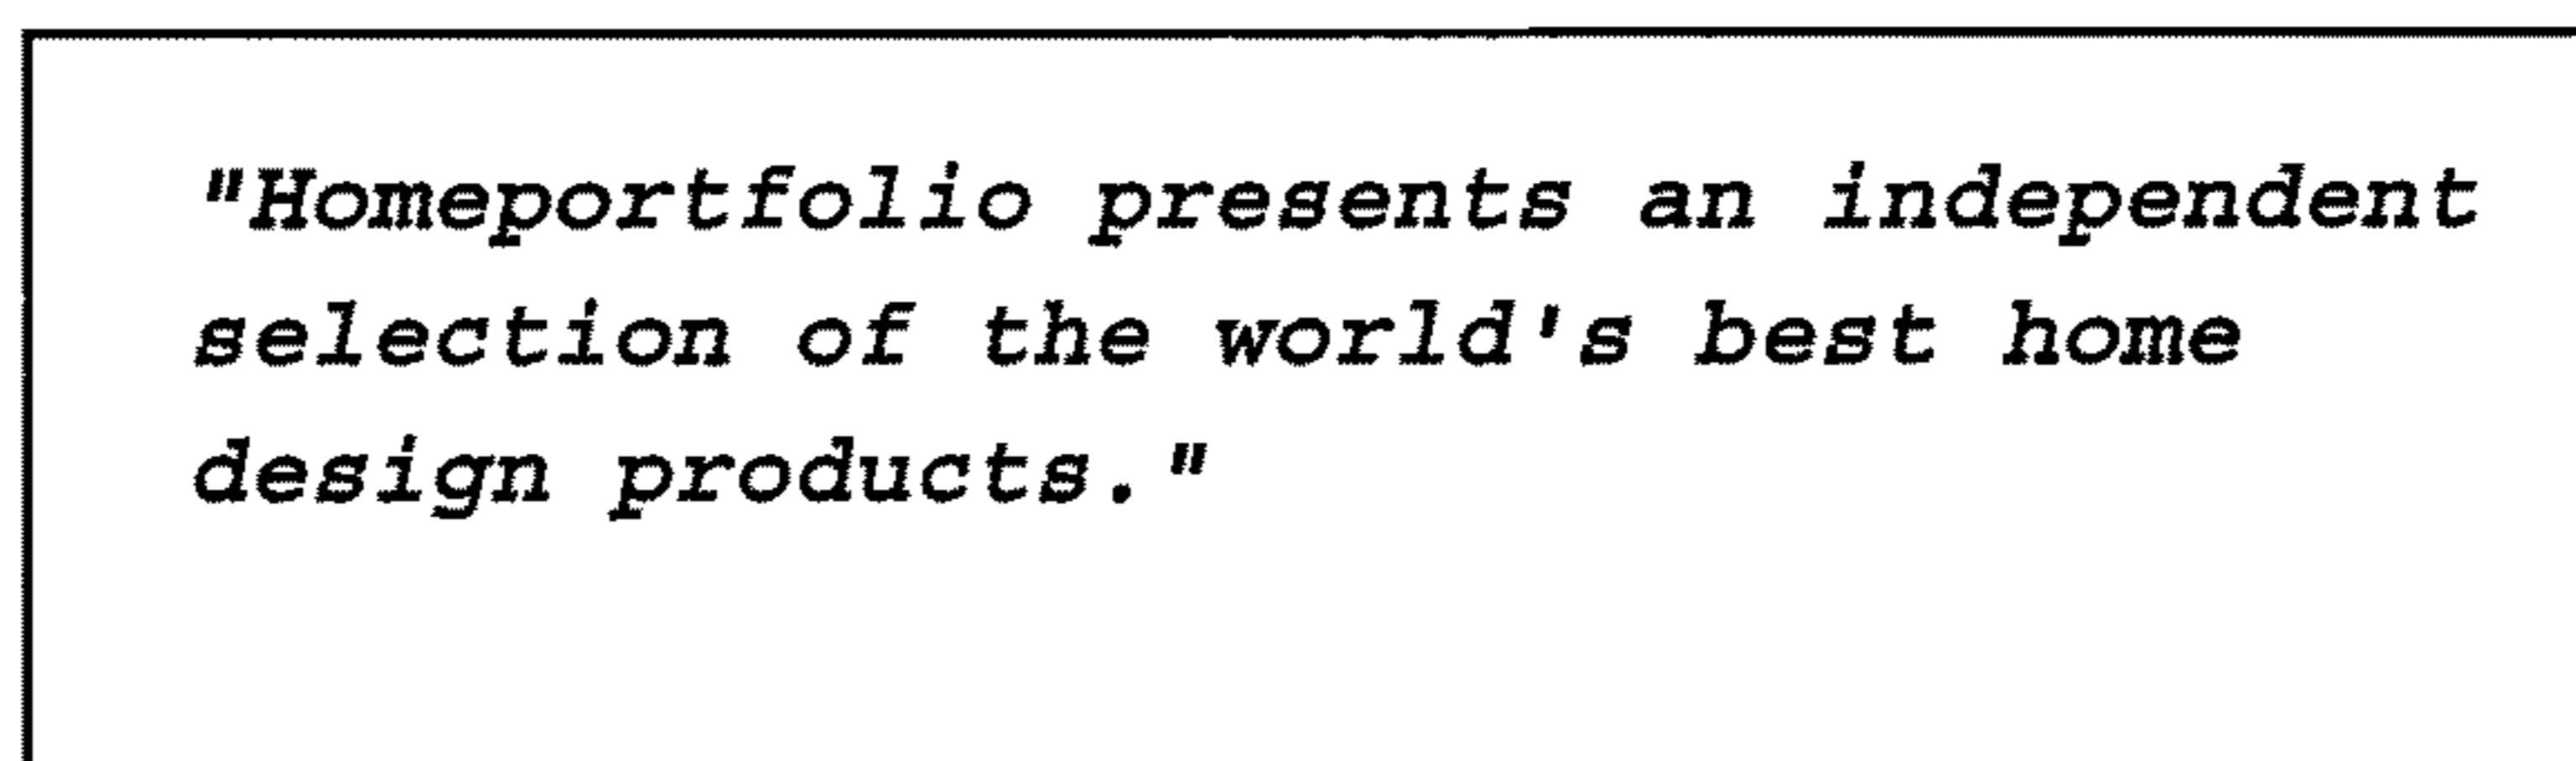 "Homeportfolio presents an independent
selection of the world's best home
design products."